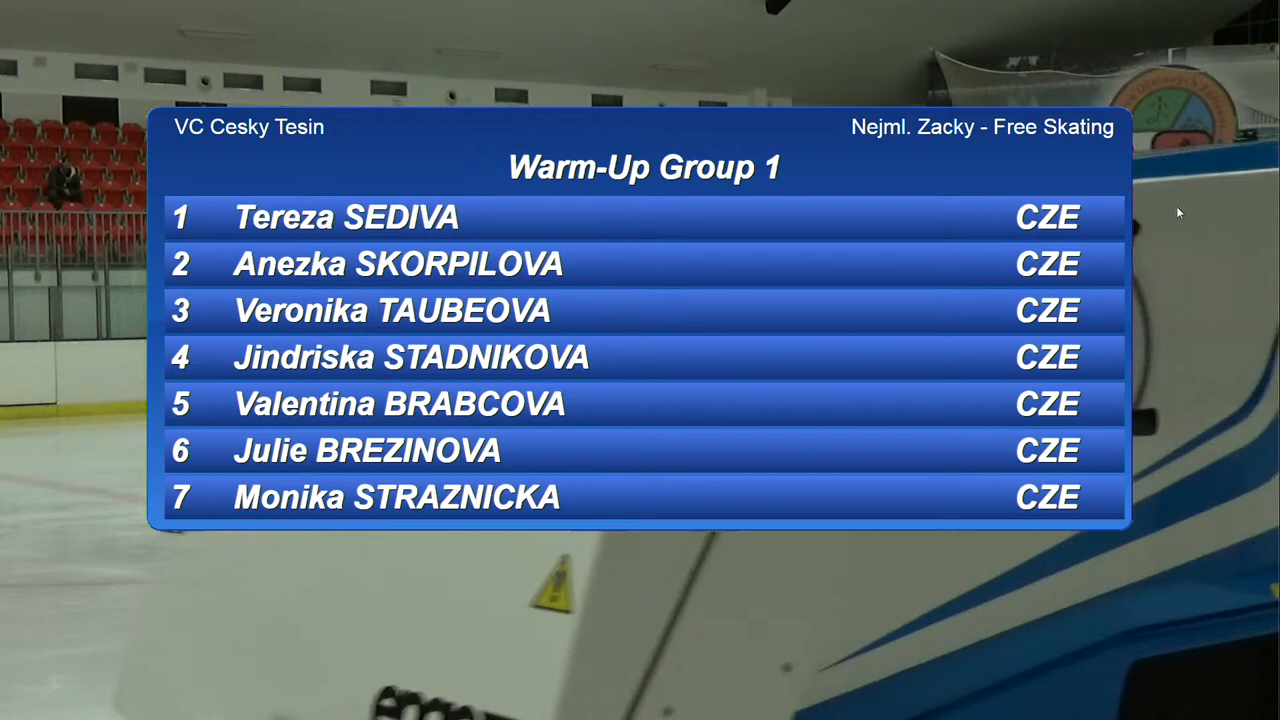 VC Cesky Tesin
Nejml. Zacky - Free Skating
Warm-Up Group 1
1 Tereza SEDIVA CZE
2 Anezka SKORPILOVA CZE
3 Veronika TAUBEOVA CZE
4 Jindriska STADNIKOVA CZE
5 Valentina BRABCOVA CZE
6 Julie BREZINOVA CZE
7 Monika STRAZNICKA CZE